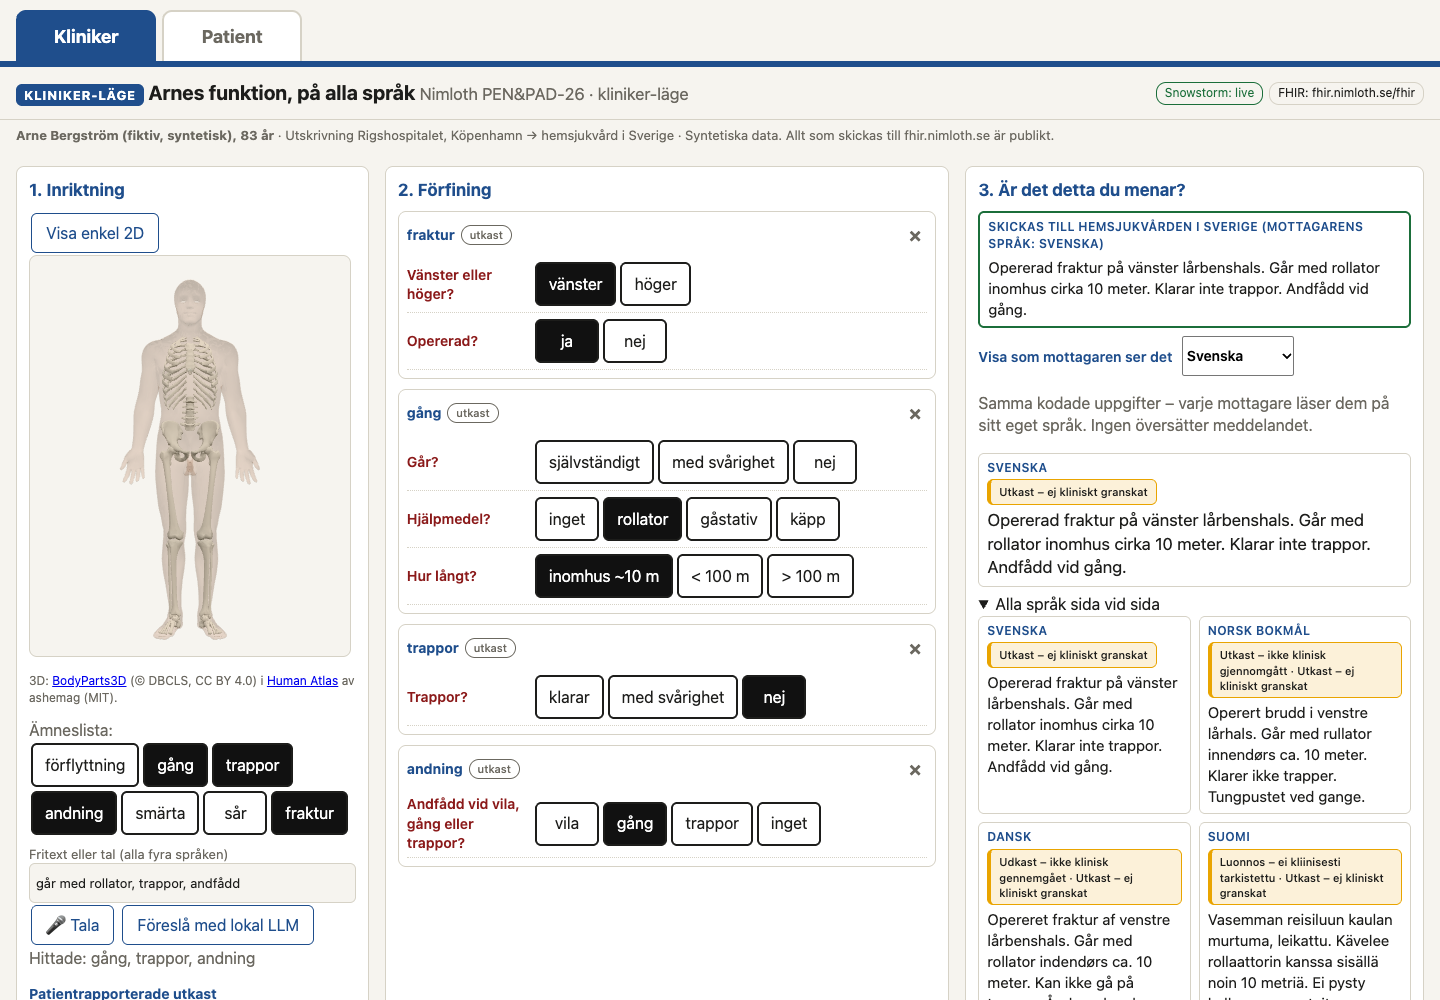 Kliniker
Patient
KLINIKER-LÄGE Arnes funktion, på alla språk Nimloth PEN&PAD-26 · kliniker-läge
Snowstorm: live
FHIR: fhir.nimloth.se/fhir
Arne Bergström (fiktiv, syntetisk), 83 år · Utskrivning Rigshospitalet, Köpenhamn → hemsjukvård i Sverige · Syntetiska data. Allt som skickas till fhir.nimloth.se är publikt.
1. Inriktning
Visa enkel 2D
3D: BodyParts3D (© DBCLS, CC BY 4.0) i Human Atlas av
ashemag (MIT).
Ämneslista:
förflyttning gång trappor
andning smärta sår fraktur
Fritext eller tal (alla fyra språken)
går med rollator, trappor, andfådd
🎤 Tala Föreslå med lokal LLM
Hittade: gång, trappor, andning
Patientrapporterade utkast
2. Förfining
fraktur utkast ×
Vänster eller
höger?
vänster höger
Opererad?
ja nej
gång utkast ×
Går?
självständigt med svårighet nej
Hjälpmedel?
inget rollator gåstativ käpp
Hur långt?
inomhus ~10 m < 100 m > 100 m
trappor utkast ×
Trappor?
klarar med svårighet nej
andning utkast ×
Andfådd vid vila,
gång eller
trappor?
vila gång trappor inget
3. Är det detta du menar?
SKICKAS TILL HEMSJUKVÅRDEN I SVERIGE (MOTTAGARENS
SPRÅK: SVENSKA)
Opererad fraktur på vänster lårbenshals. Går med rollator
inomhus cirka 10 meter. Klarar inte trappor. Andfådd vid
gång.
Visa som mottagaren ser det Svenska
Samma kodade uppgifter – varje mottagare läser dem på
sitt eget språk. Ingen översätter meddelandet.
SVENSKA
Utkast – ej kliniskt granskat
Opererad fraktur på vänster lårbenshals. Går med
rollator inomhus cirka 10 meter. Klarar inte trappor.
Andfådd vid gång.
▼ Alla språk sida vid sida
SVENSKA
Utkast – ej kliniskt granskat
Opererad fraktur på vänster
lårbenshals. Går med
rollator inomhus cirka 10
meter. Klarar inte trappor.
Andfådd vid gång.
NORSK BOKMÅL
Utkast – ikke klinisk
gjennomgått · Utkast – ej
kliniskt granskat
Operert brudd i venstre
lårhals. Går med rullator
innendørs ca. 10 meter.
Klarer ikke trapper.
Tungpustet ved gange.
DANSK
Udkast – ikke klinisk
gennemgået · Utkast – ej
kliniskt granskat
Opereret fraktur af venstre
lårbenshals. Går med
rollator indendørs ca. 10
meter. Kan ikke gå på
SUOMI
Luonnos – ei kliinisesti
tarkistettu · Utkast – ej kliniskt
granskat
Vasemman reisiluun kaulan
murtuma, leikattu. Kävelee
rollaattorin kanssa sisällä
noin 10 metriä. Ei pysty